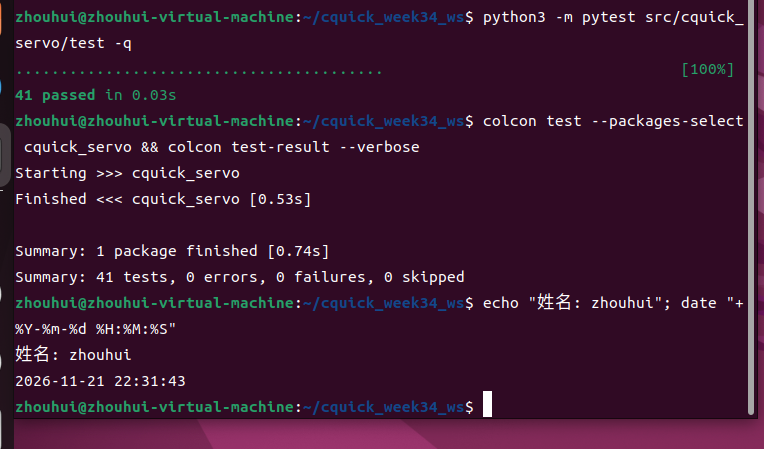 zhouhui@zhouhui-virtual-machine:~/cquick_week34_ws$ python3 -m pytest src/cquick_
servo/test -q
......................................... [100%]
41 passed in 0.03s
zhouhui@zhouhui-virtual-machine:~/cquick_week34_ws$ colcon test --packages-select
cquick_servo && colcon test-result --verbose
Starting >>> cquick_servo
Finished <<< cquick_servo [0.53s]
Summary: 1 package finished [0.74s]
Summary: 41 tests, 0 errors, 0 failures, 0 skipped
zhouhui@zhouhui-virtual-machine:~/cquick_week34_ws$ echo "姓名: zhouhui"; date "+
%Y-%m-%d %H:%M:%S"
姓名: zhouhui
2026-11-21 22:31:43
zhouhui@zhouhui-virtual-machine:~/cquick_week34_ws$